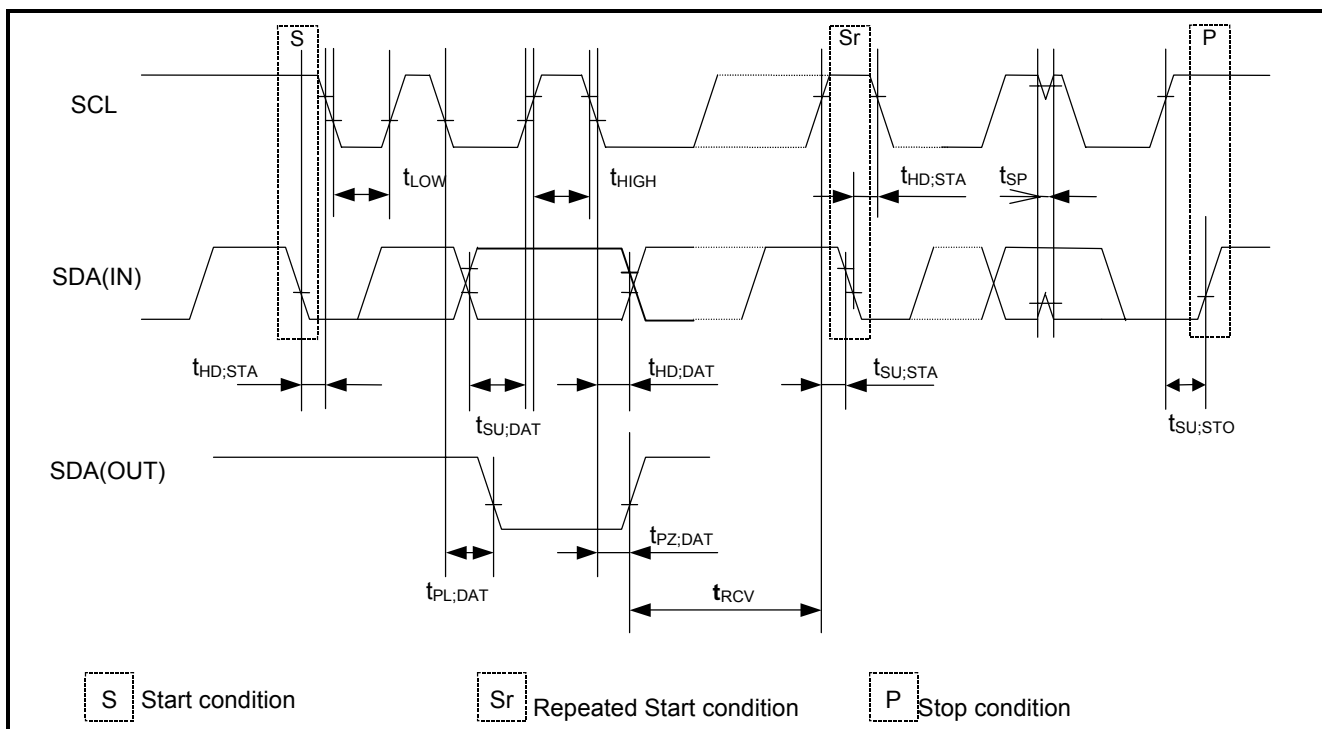 S Sr P
SCL
tLOW tHIGH tHD;STA tSP
SDA(IN)
tHD;STA tHD;DAT tSU;STA
tSU;DAT tSU;STO
SDA(OUT)
tPZ;DAT
tPL;DAT tRCV
S Start condition Sr Repeated Start condition P Stop condition